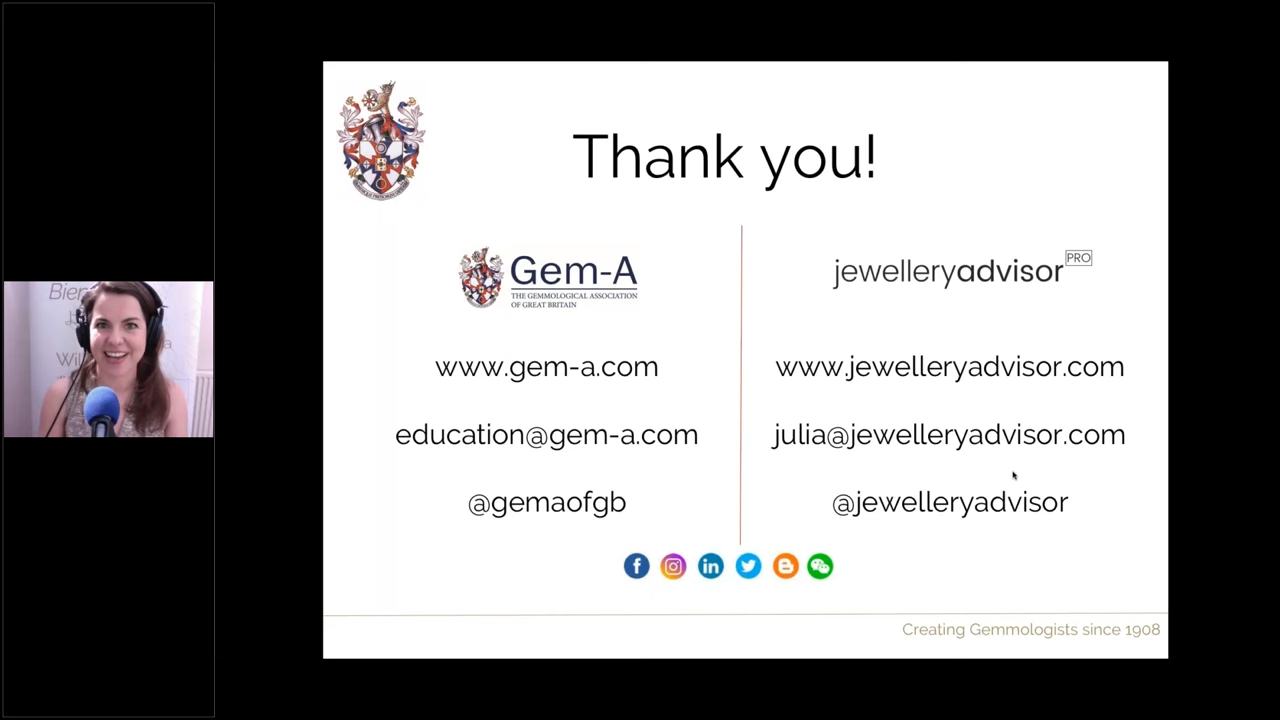 Thank you!
Gem-A
THE GEMMOLOGICAL ASSOCIATION
OF GREAT BRITAIN
www.gem-a.com
education@gem-a.com
@gemaofgb
jewelleryadvisor PRO
www.jewelleryadvisor.com
julia@jewelleryadvisor.com
@jewelleryadvisor
Creating Gemmologists since 1908